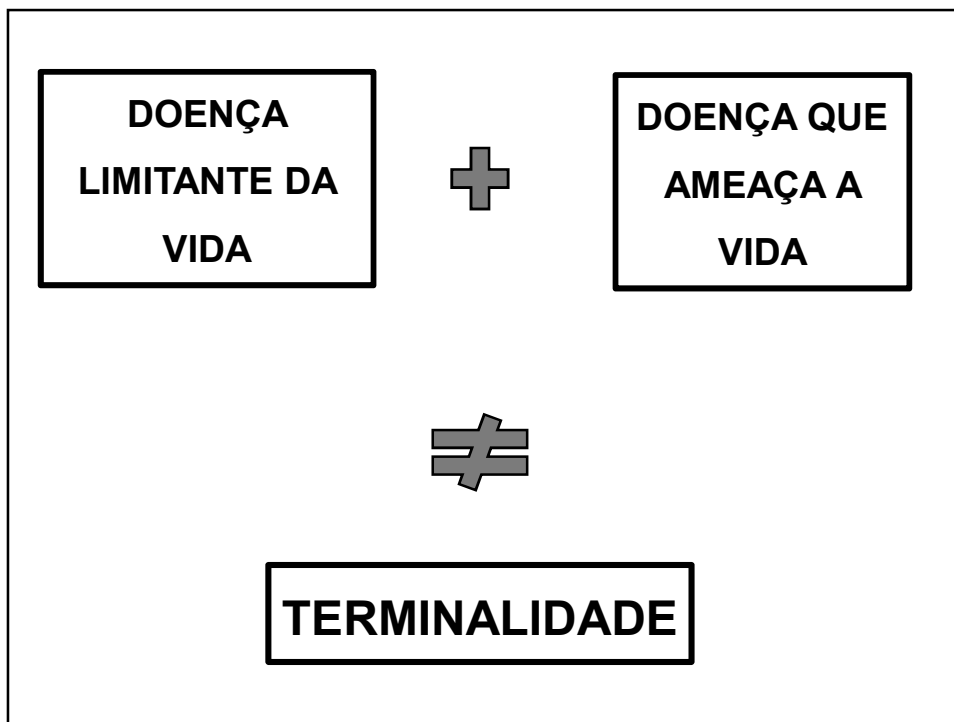 DOENÇA
LIMITANTE DA
VIDA
DOENÇA QUE
AMEAÇA A
VIDA
TERMINALIDADE